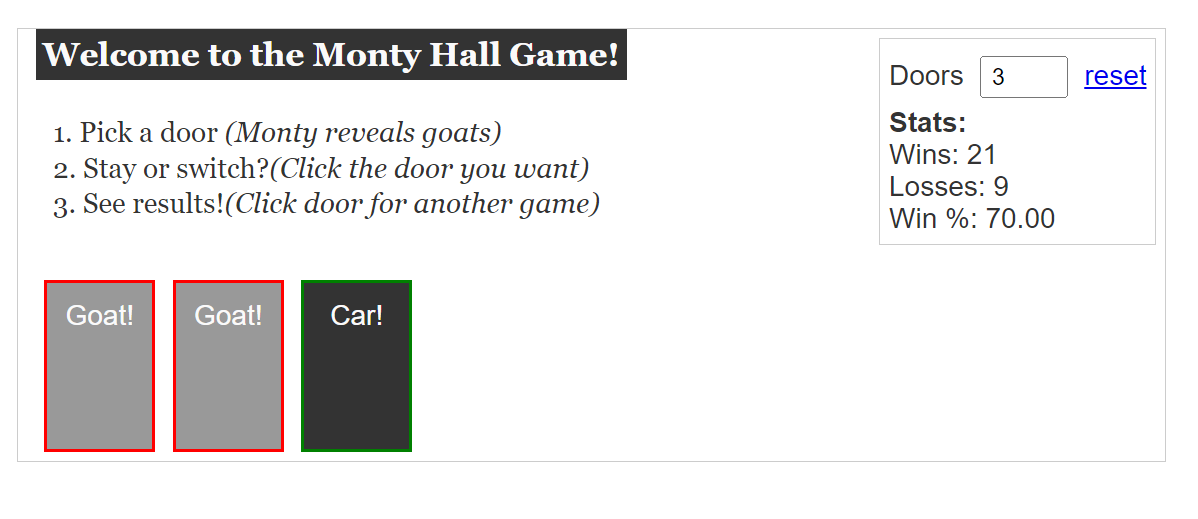 Welcome to the Monty Hall Game!
1. Pick a door (Monty reveals goats)
2. Stay or switch?(Click the door you want)
3. See results!(Click door for another game)
Doors 3 reset
Stats:
Wins: 21
Losses: 9
Win %: 70.00
Goat! Goat! Car!